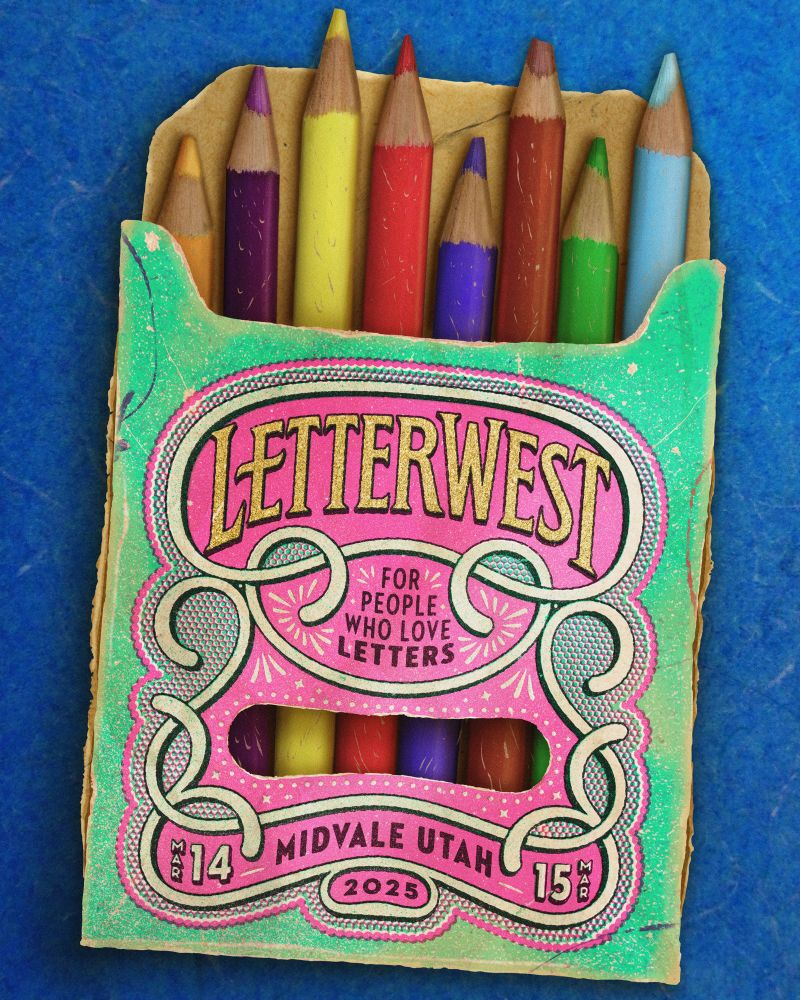 LETTERWEST
FOR
PEOPLE
WHO LOVE
LETTERS
MIDVALE UTAH
MAR 14
15 MAR
2025